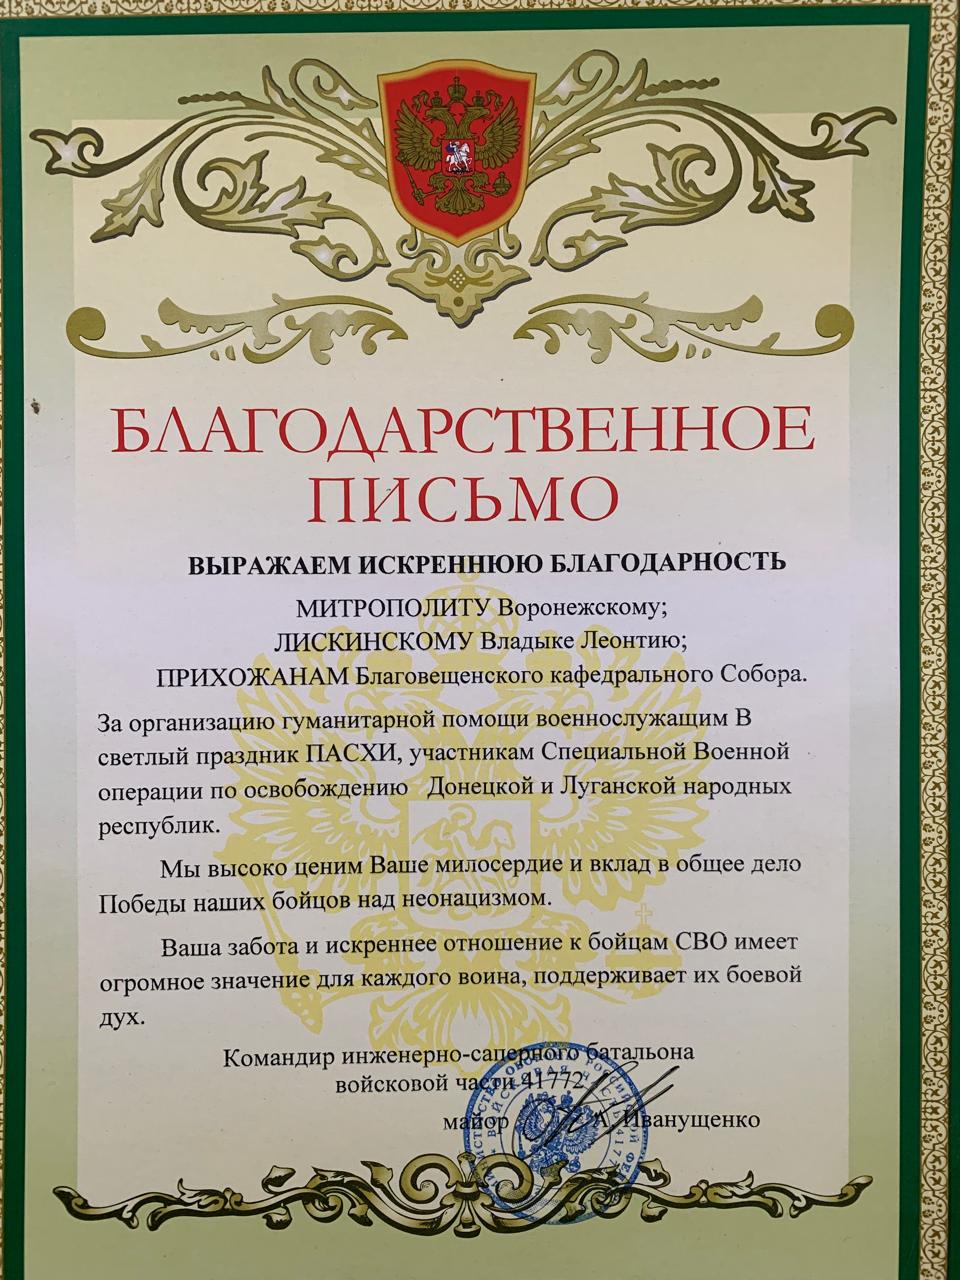 БЛАГОДАРСТВЕННОЕ
ПИСЬМО
ВЫРАЖАЕМ ИСКРЕННЮЮ БЛАГОДАРНОСТЬ
МИТРОПОЛИТУ Воронежскому;
ЛИСКИНСКОМУ Владыке Леонтию;
ПРИХОЖАНАМ Благовещенского кафедрального Собора.
За организацию гуманитарной помощи военнослужащим В
светлый праздник ПАСХИ, участникам Специальной Военной
операции по освобождению Донецкой и Луганской народных
республик.
Мы высоко ценим Ваше милосердие и вклад в общее дело
Победы наших бойцов над неонацизмом.
Ваша забота и искреннее отношение к бойцам СВО имеет
огромное значение для каждого воина, поддерживает их боевой
дух.
Командир инженерно-саперного батальона
войсковой части 41772
майор А. Иванущенко
ВОЙСКОВАЯ ЧАСТЬ